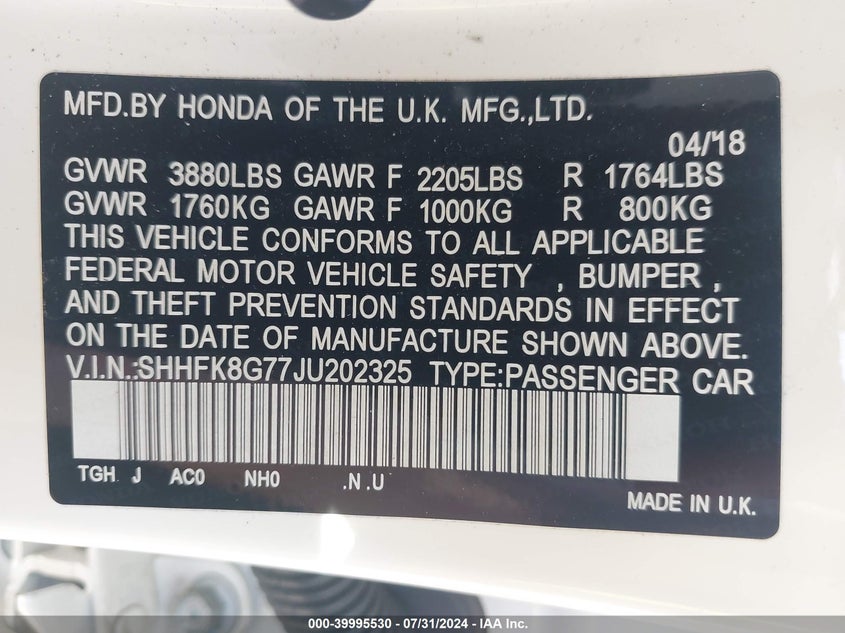 MFD.BY HONDA OF THE U.K. MFG.,LTD.
04/18
GVWR 3880LBS GAWR F 2205LBS R 1764LBS
GVWR 1760KG GAWR F 1000KG R 800KG
THIS VEHICLE CONFORMS TO ALL APPLICABLE
FEDERAL MOTOR VEHICLE SAFETY , BUMPER ,
AND THEFT PREVENTION STANDARDS IN EFFECT
ON THE DATE OF MANUFACTURE SHOWN ABOVE.
V.I.N.:SHHFK8G77JU202325 TYPE:PASSENGER CAR
TGH J AC0 NH0 .N .U
MADE IN U.K.
000-39995530 / 07/31/2024 - IAA Inc.